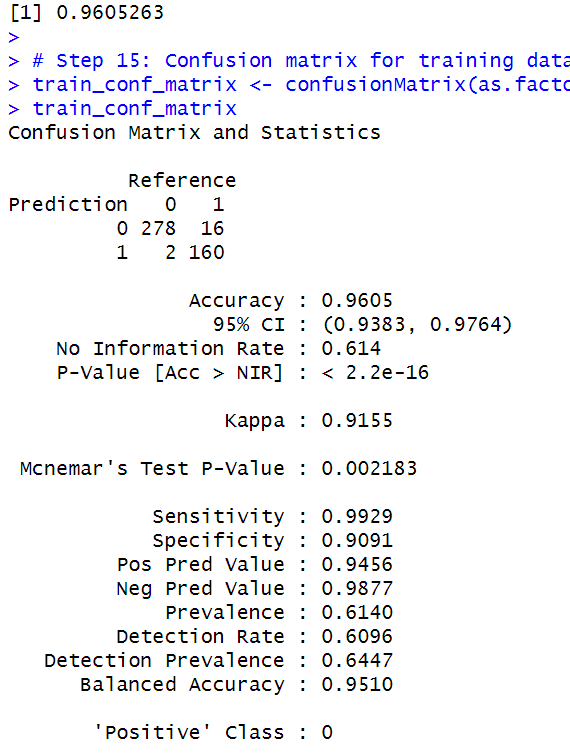 [1] 0.9605263
>
> # Step 15: Confusion matrix for training data
> train_conf_matrix <- confusionMatrix(as.facto
> train_conf_matrix
Confusion Matrix and Statistics

          Reference
Prediction   0   1
         0 278  16
         1   2 160

               Accuracy : 0.9605
                 95% CI : (0.9383, 0.9764)
    No Information Rate : 0.614
    P-Value [Acc > NIR] : < 2.2e-16

                  Kappa : 0.9155

 Mcnemar's Test P-Value : 0.002183

            Sensitivity : 0.9929
            Specificity : 0.9091
         Pos Pred Value : 0.9456
         Neg Pred Value : 0.9877
             Prevalence : 0.6140
         Detection Rate : 0.6096
   Detection Prevalence : 0.6447
      Balanced Accuracy : 0.9510

       'Positive' Class : 0